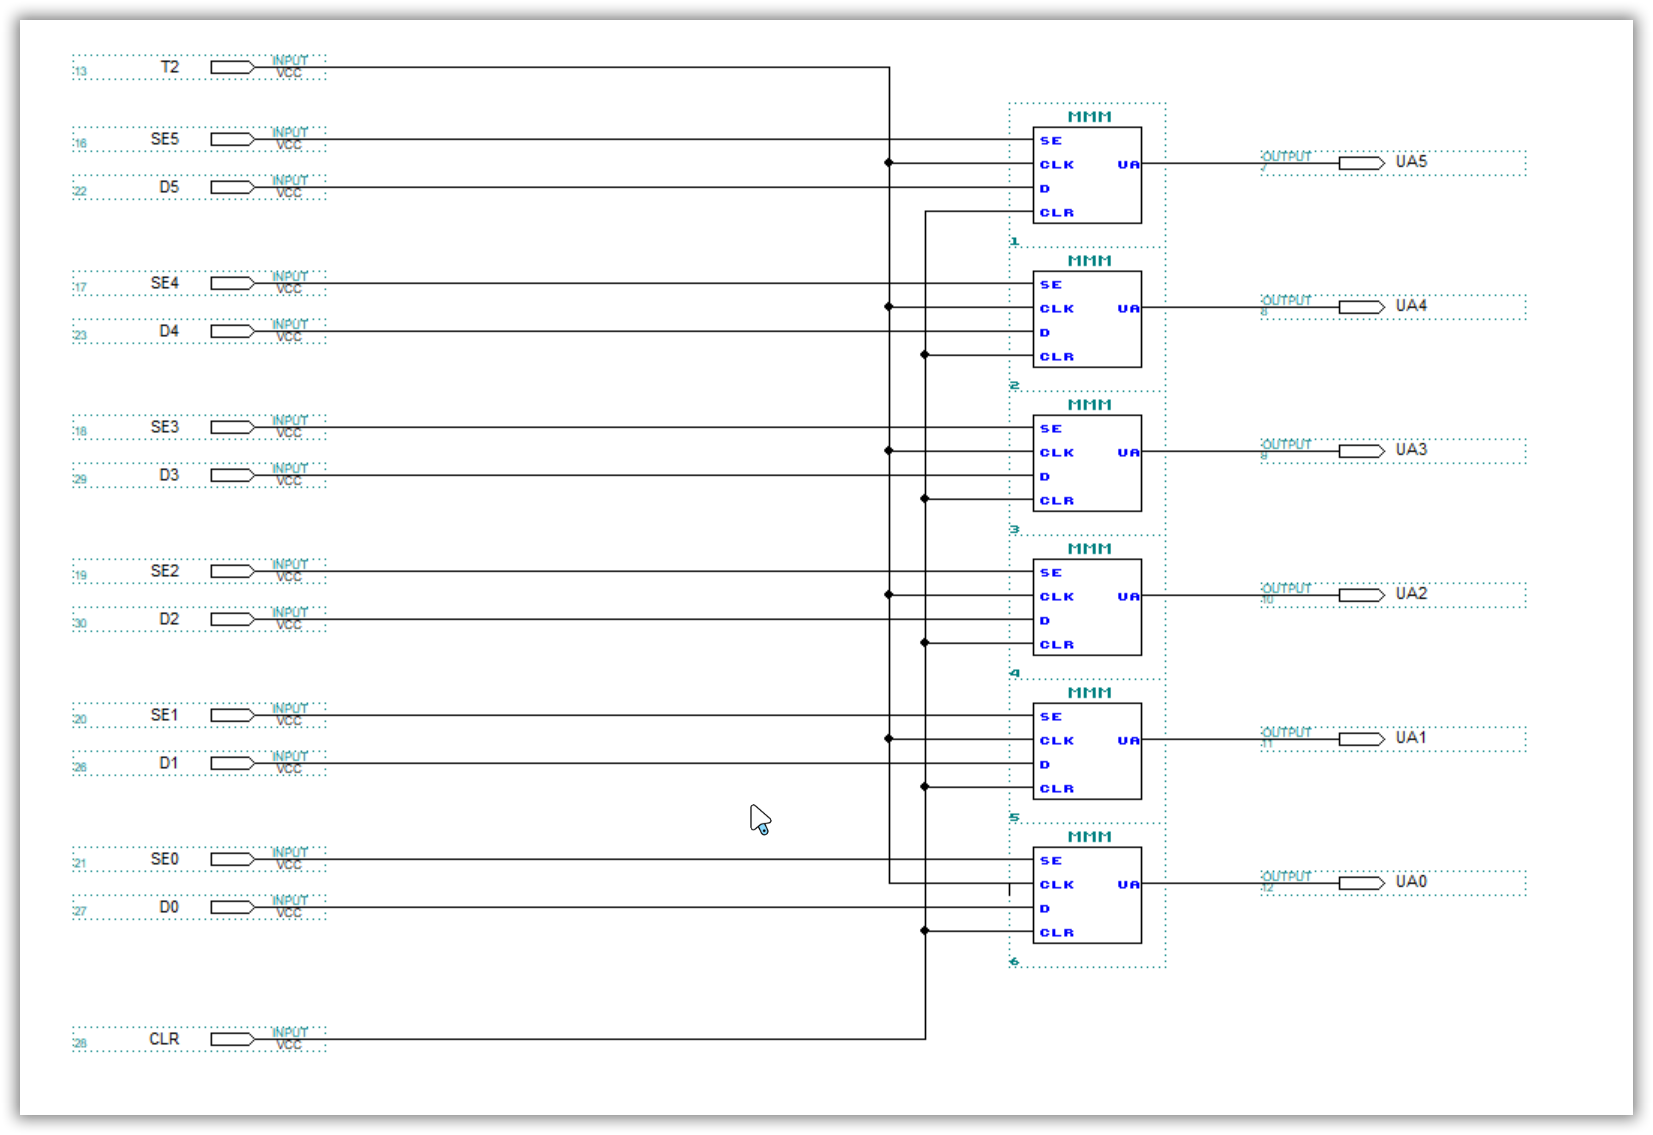 13 T2 INPUT VCC
MMM
16 SE5 INPUT VCC
SE
CLK UA OUTPUT 7 UA5
22 D5 INPUT VCC
D
CLR
1
MMM
17 SE4 INPUT VCC
SE
CLK UA OUTPUT 8 UA4
23 D4 INPUT VCC
D
CLR
2
MMM
18 SE3 INPUT VCC
SE
CLK UA OUTPUT 9 UA3
29 D3 INPUT VCC
D
CLR
3
MMM
19 SE2 INPUT VCC
SE
CLK UA OUTPUT 10 UA2
30 D2 INPUT VCC
D
CLR
4
MMM
20 SE1 INPUT VCC
SE
CLK UA OUTPUT 11 UA1
26 D1 INPUT VCC
D
CLR
5
MMM
21 SE0 INPUT VCC
SE
CLK UA OUTPUT 12 UA0
27 D0 INPUT VCC
D
CLR
6
28 CLR INPUT VCC